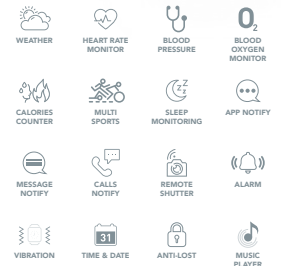 O2
WEATHER
HEART RATE
MONITOR
BLOOD
PRESSURE
BLOOD
OXYGEN
MONITOR
zzz
CALORIES
COUNTER
MULTI
SPORTS
SLEEP
MONITORING
APP NOTIFY
MESSAGE
NOTIFY
CALLS
NOTIFY
REMOTE
SHUTTER
ALARM
31
VIBRATION
TIME & DATE
ANTI-LOST
MUSIC
PLAYER